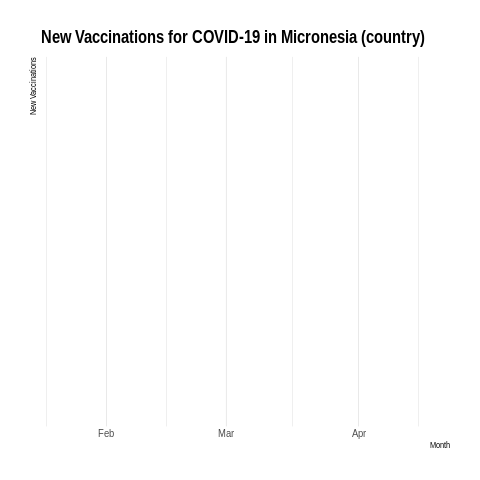 New Vaccinations for COVID-19 in Micronesia (country)
New Vaccinations
Feb Mar Apr
Month